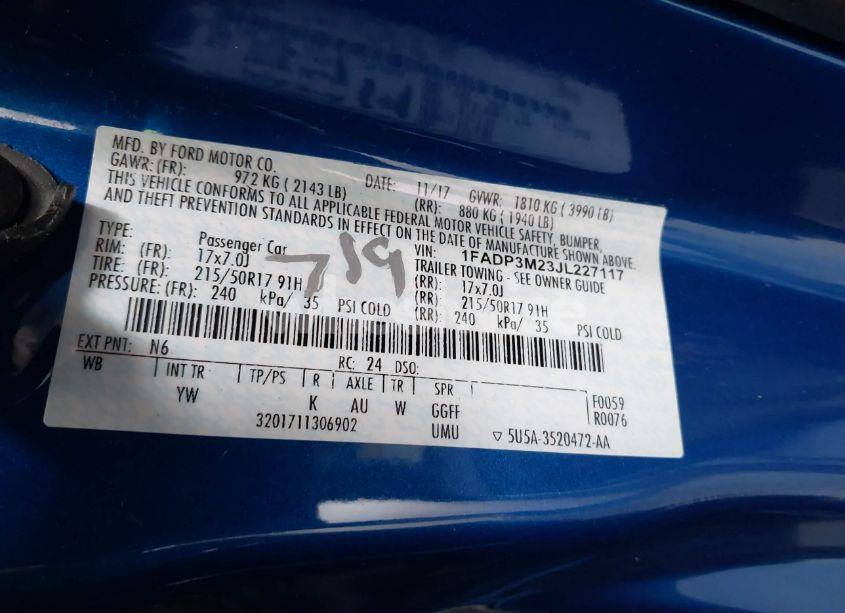 MFD. BY FORD MOTOR CO. DATE: 11/17 GVWR: 1810 KG ( 3990 LB)
GAWR: (FR): 972 KG ( 2143 LB) (RR): 880 KG ( 1940 LB)
THIS VEHICLE CONFORMS TO ALL APPLICABLE FEDERAL MOTOR VEHICLE SAFETY, BUMPER,
AND THEFT PREVENTION STANDARDS IN EFFECT ON THE DATE OF MANUFACTURE SHOWN ABOVE.
VIN: 1FADP3M23JL227117
TYPE: Passenger Car TRAILER TOWING - SEE OWNER GUIDE
RIM: (FR): 17x7.0J (RR): 17x7.0J
TIRE: (FR): 215/50R17 91H (RR): 215/50R17 91H
PRESSURE: (FR): 240 kPa/ 35 PSI COLD (RR): 240 kPa/ 35 PSI COLD
719
EXT PNT: N6 RC: 24 DSO:
WB INT TR TP/PS R AXLE TR SPR
YW K AU W GGFF F0059
UMU R0076
3201711306902 ▽ 5U5A-3520472-AA